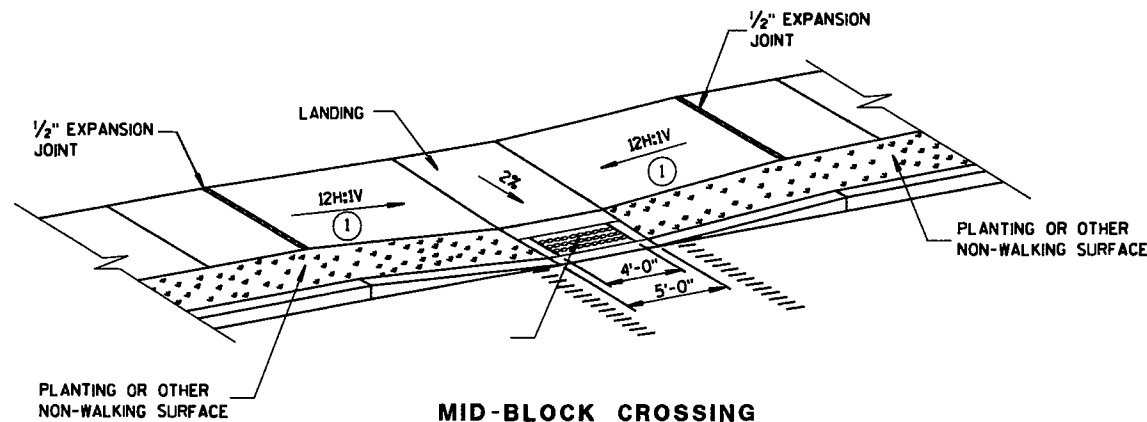 1/2" EXPANSION
JOINT
1/2" EXPANSION
JOINT
LANDING
12H:1V
1
2%
12H:1V
1
4'-0"
5'-0"
PLANTING OR OTHER
NON-WALKING SURFACE
PLANTING OR OTHER
NON-WALKING SURFACE
MID-BLOCK CROSSING